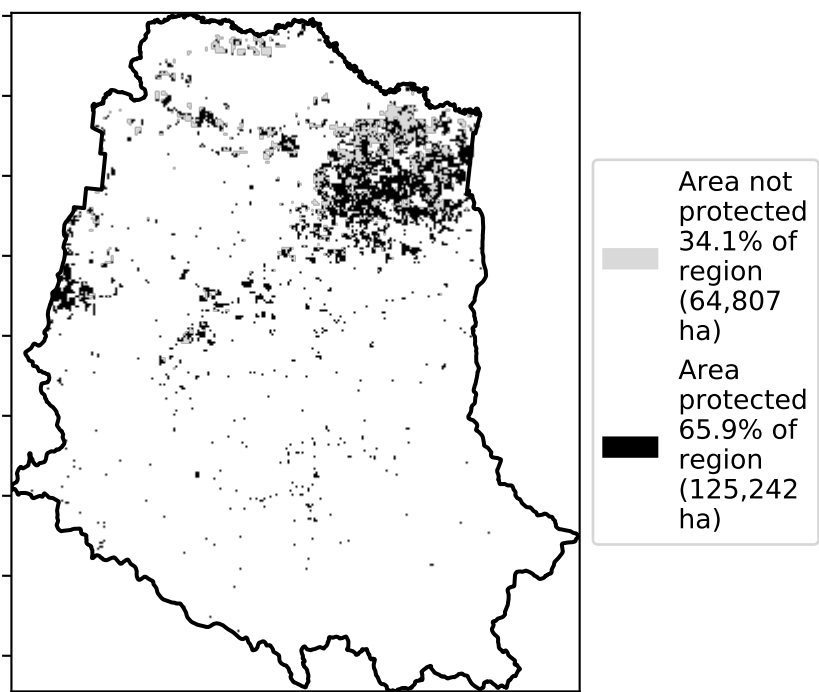 Area not
protected
34.1% of
region
(64,807
ha)
Area
protected
65.9% of
region
(125,242
ha)